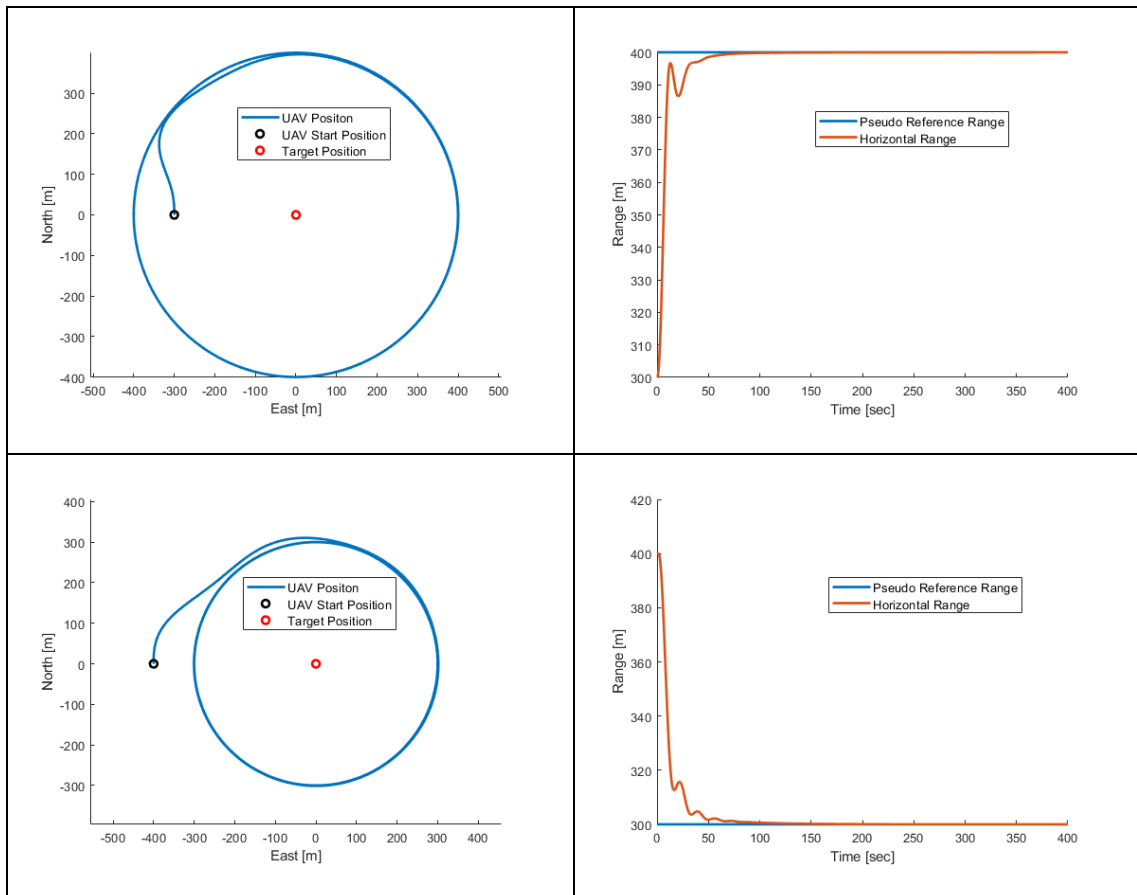 300
200
100
0
-100
-200
-300
-400
North [m]
-500 -400 -300 -200 -100 0 100 200 300 400 500
East [m]
UAV Positon
UAV Start Position
Target Position
400
390
380
370
360
350
340
330
320
310
300
Range [m]
0 50 100 150 200 250 300 350 400
Time [sec]
Pseudo Reference Range
Horizontal Range
400
300
200
100
0
-100
-200
-300
North [m]
-500 -400 -300 -200 -100 0 100 200 300 400
East [m]
UAV Positon
UAV Start Position
Target Position
420
400
380
360
340
320
300
Range [m]
0 50 100 150 200 250 300 350 400
Time [sec]
Pseudo Reference Range
Horizontal Range